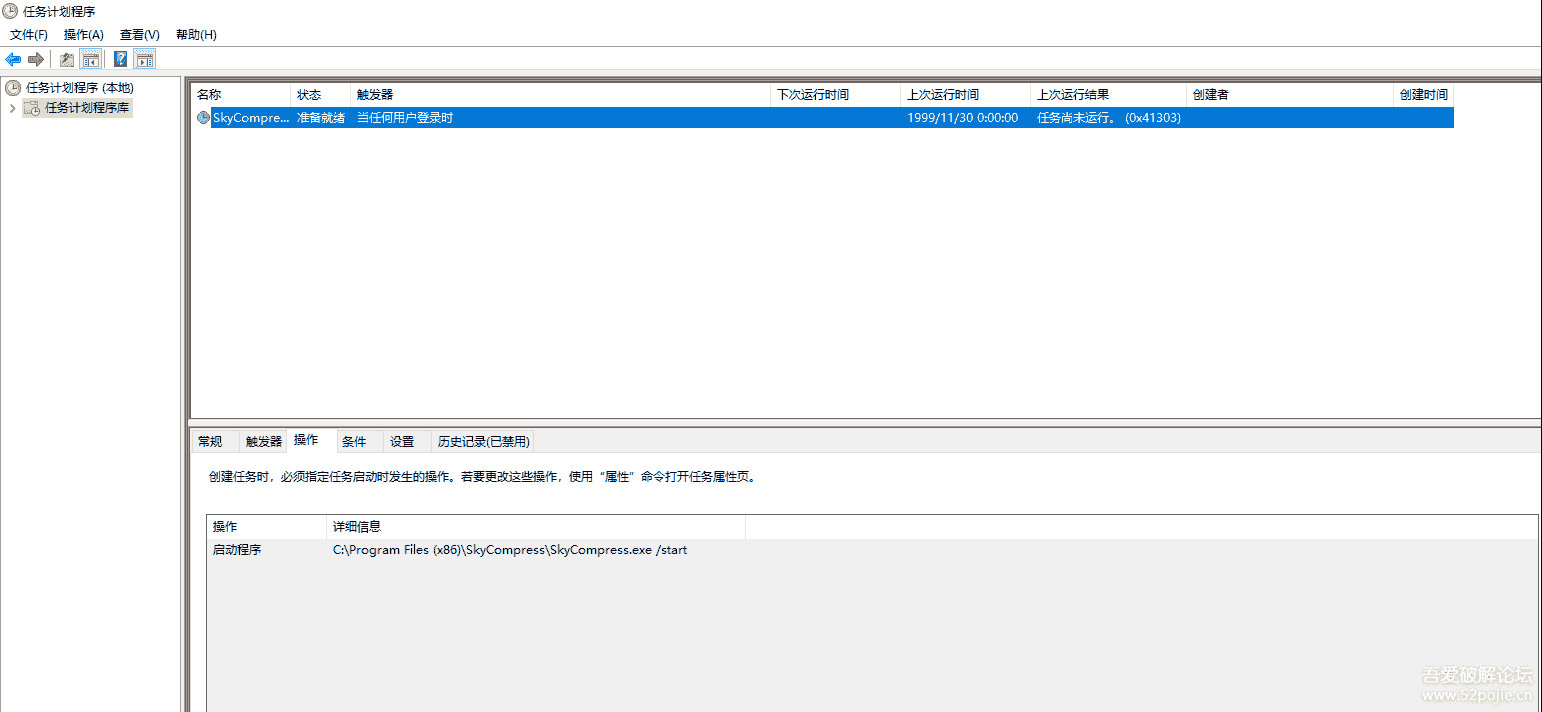 任务计划程序
文件(F) 操作(A) 查看(V) 帮助(H)
任务计划程序 (本地)
任务计划程序库
名称 状态 触发器 下次运行时间 上次运行时间 上次运行结果 创建者 创建时间
SkyCompre... 准备就绪 当任何用户登录时 1999/11/30 0:00:00 任务尚未运行。 (0x41303)
常规 触发器 操作 条件 设置 历史记录(已禁用)
创建任务时，必须指定任务启动时发生的操作。若要更改这些操作，使用“属性”命令打开任务属性页。
操作 详细信息
启动程序 C:\Program Files (x86)\SkyCompress\SkyCompress.exe /start
吾爱破解论坛
www.52pojie.cn